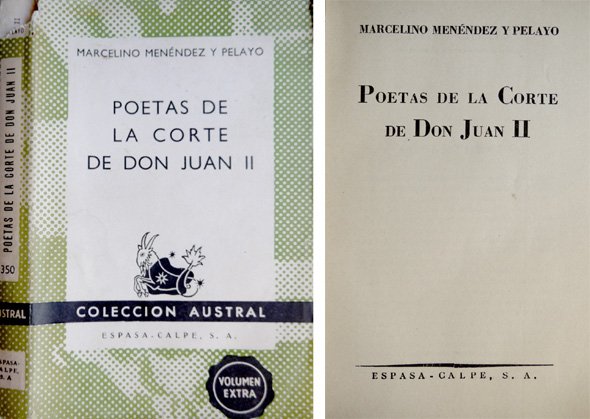 POETAS DE LA CORTE DE DON JUAN II
350
AUSTRAL
ESPASA-
CALPE,
S. A
MARCELINO MENÉNDEZ Y PELAYO
POETAS DE
LA CORTE
DE DON JUAN II
COLECCION AUSTRAL
ESPASA-CALPE, S. A.
VOLUMEN
EXTRA
MARCELINO MENÉNDEZ Y PELAYO
POETAS DE LA CORTE
DE DON JUAN II
ESPASA-CALPE, S. A.